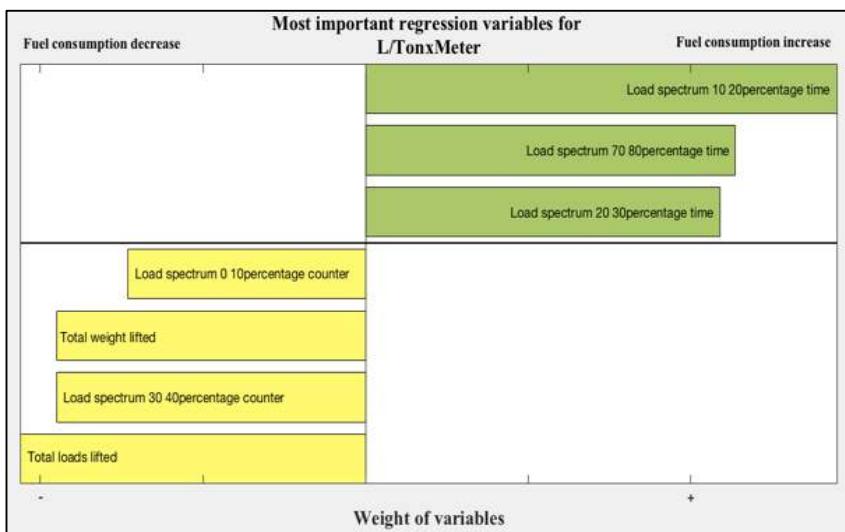 Most important regression variables for
L/TonxMeter
Fuel consumption decrease
Fuel consumption increase
Load spectrum 10 20percentage time
Load spectrum 70 80percentage time
Load spectrum 20 30percentage time
Load spectrum 0 10percentage counter
Total weight lifted
Load spectrum 30 40percentage counter
Total loads lifted
-
+
Weight of variables